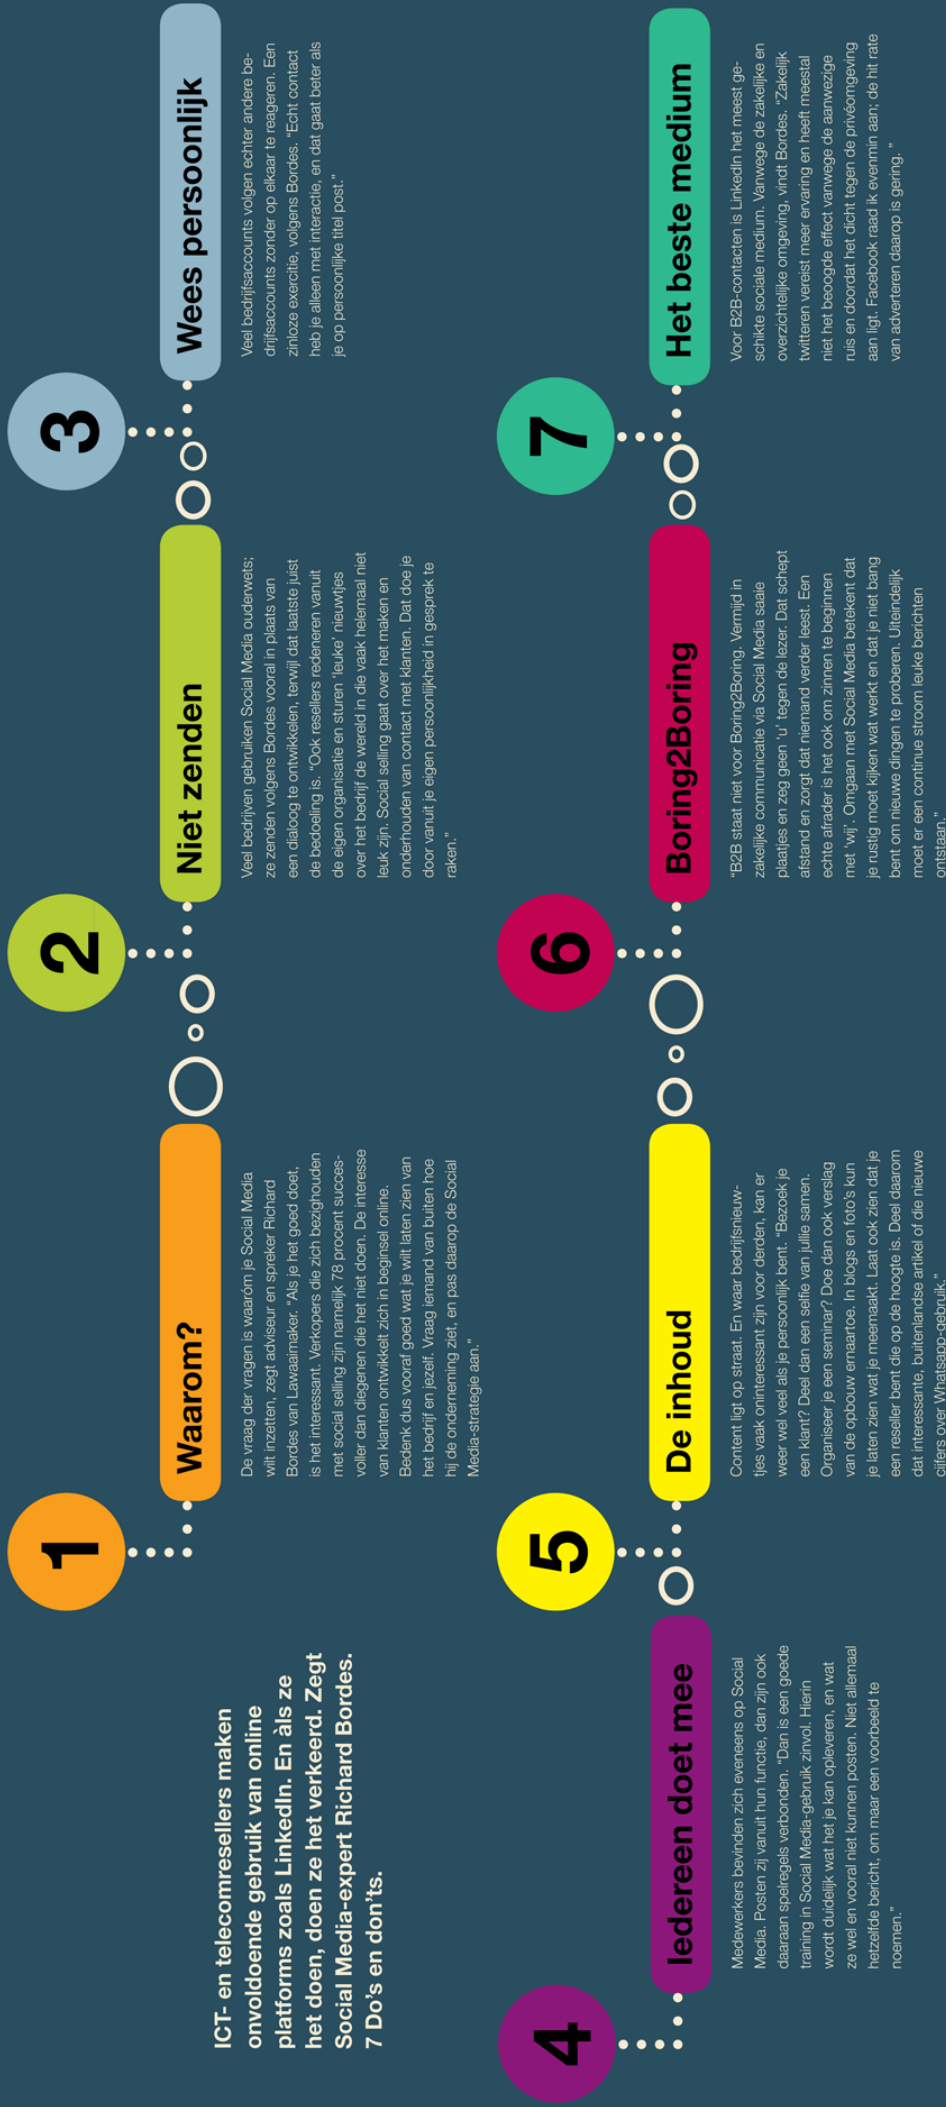 ICT- en telecomresellers maken
onvoldoende gebruik van online
platforms zoals LinkedIn. En àls ze
het doen, doen ze het verkeerd. Zegt
Social Media-expert Richard Bordes.
7 Do's en don'ts.
1
Waarom?
De vraag der vragen is waaróm je Social Media
wilt inzetten, zegt adviseur en spreker Richard
Bordes van Lawaaimaker. “Als je het goed doet,
is het interessant. Verkopers die zich bezighouden
met social selling zijn namelijk 78 procent succes-
voller dan diegenen die het niet doen. De interesse
van klanten ontwikkelt zich in beginsel online.
Bedenk dus vooraf goed wat je wilt laten zien van
het bedrijf en jezelf. Vraag iemand van buiten hoe
hij de onderneming ziet, en pas daarop de Social
Media-strategie aan.”
2
Niet zenden
Veel bedrijven gebruiken Social Media ouderwets;
ze zenden volgens Bordes vooral in plaats van
een dialoog te ontwikkelen, terwijl dat laatste juist
de bedoeling is. “Ook resellers redeneren vanuit
de eigen organisatie en sturen ‘leuke’ nieuwtjes
over het bedrijf de wereld in die vaak helemaal niet
leuk zijn. Social selling gaat over het maken en
onderhouden van contact met klanten. Dat doe je
door vanuit je eigen persoonlijkheid in gesprek te
raken.”
3
Wees persoonlijk
Veel bedrijfsaccounts volgen echter andere be-
drijfsaccounts zonder op elkaar te reageren. Een
zinloze exercitie, volgens Bordes. “Echt contact
heb je alleen met interactie, en dat gaat beter als
je op persoonlijke titel post.”
4
Iedereen doet mee
Medewerkers bevinden zich eveneens op Social
Media. Posten zij vanuit hun functie, dan zijn ook
daaraan spelregels verbonden. “Dan is een goede
training in Social Media-gebruik zinvol. Hierin
wordt duidelijk wat het je kan opleveren, en wat
ze wel en vooral niet kunnen posten. Niet allemaal
hetzelfde bericht, om maar een voorbeeld te
noemen.”
5
De inhoud
Content ligt op straat. En waar bedrijfsnieuw-
tjes vaak oninteressant zijn voor derden, kan er
weer wel veel als je persoonlijk bent. “Bezoek je
een klant? Deel dan een selfie van jullie samen.
Organiseer je een seminar? Doe dan ook verslag
van de opbouw ernaartoe. In blogs en foto's kun
je laten zien wat je meemaakt. Laat ook zien dat je
een reseller bent die op de hoogte is. Deel daarom
dat interessante, buitenlandse artikel of die nieuwe
cijfers over Whatsapp-gebruik.”
6
Boring2Boring
“B2B staat niet voor Boring2Boring. Vermijd in
zakelijke communicatie via Social Media saaie
plaatjes en zeg geen ‘u’ tegen de lezer. Dat schept
afstand en zorgt dat niemand verder leest. Een
echte afrader is het ook om zinnen te beginnen
met ‘wij’. Omgaan met Social Media betekent dat
je rustig moet kijken wat werkt en dat je niet bang
bent om nieuwe dingen te proberen. Uiteindelijk
moet er een continue stroom leuke berichten
ontstaan.”
7
Het beste medium
Voor B2B-contacten is LinkedIn het meest ge-
schikte sociale medium. Vanwege de zakelijke en
overzichtelijke omgeving, vindt Bordes. “Zakelijk
twitteren vereist meer ervaring en heeft meestal
niet het beoogde effect vanwege de aanwezige
ruis en doordat het dicht tegen de privéomgeving
aan ligt. Facebook raad ik evenmin aan; de hit rate
van adverteren daarop is gering. ”